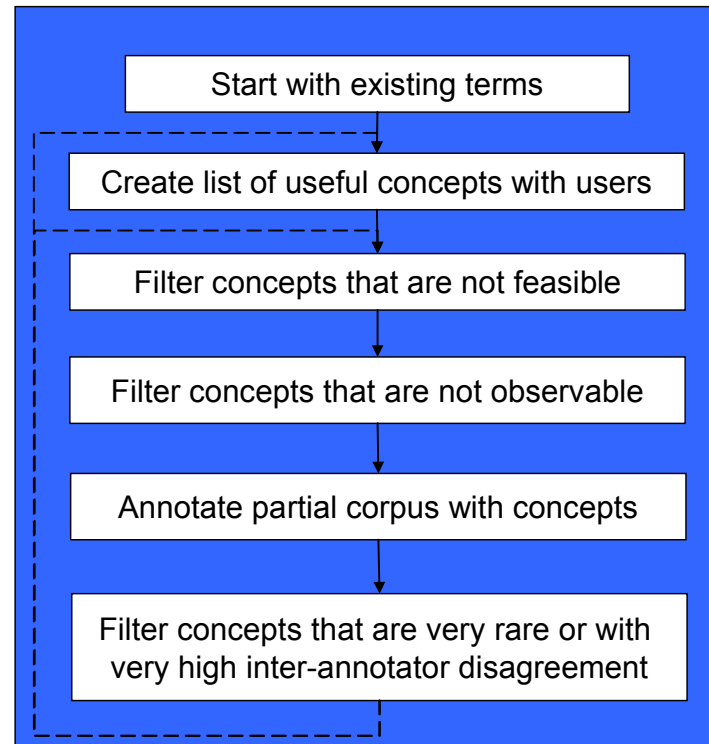 Start with existing terms
Create list of useful concepts with users
Filter concepts that are not feasible
Filter concepts that are not observable
Annotate partial corpus with concepts
Filter concepts that are very rare or with
very high inter-annotator disagreement